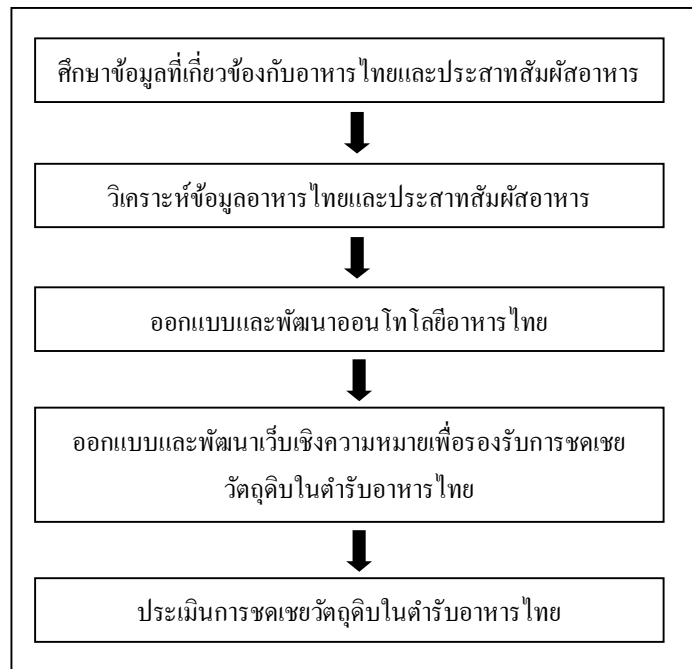 ศึกษาข้อมูลที่เกี่ยวข้องกับอาหารไทยและประสาทสัมผัสอาหาร
วิเคราะห์ข้อมูลอาหารไทยและประสาทสัมผัสอาหาร
ออกแบบและพัฒนาออนโทโลยีอาหารไทย
ออกแบบและพัฒนาเว็บเชิงความหมายเพื่อรองรับการชดเชย
วัตถุดิบในตำรับอาหารไทย
ประเมินการชดเชยวัตถุดิบในตำรับอาหารไทย